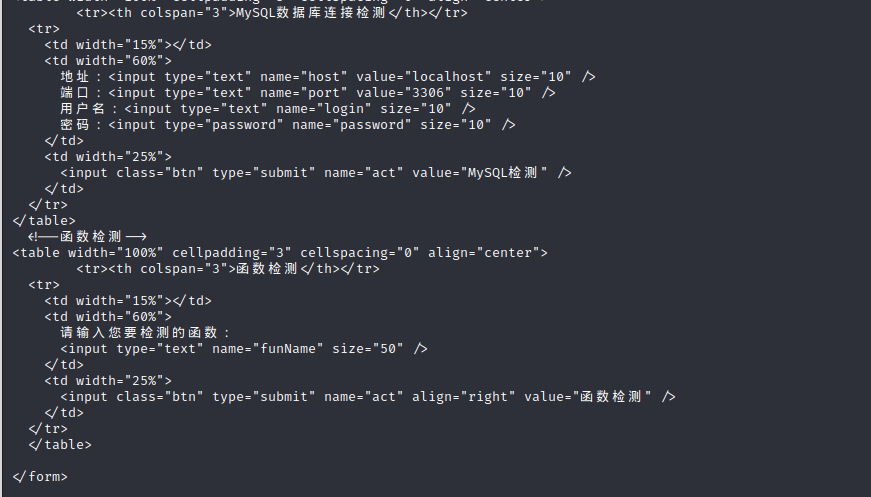 <tr><th colspan="3">MySQL数据库连接检测</th></tr>
<tr>
<td width="15%"></td>
<td width="60%">
地址：<input type="text" name="host" value="localhost" size="10" />
端口：<input type="text" name="port" value="3306" size="10" />
用户名：<input type="text" name="login" size="10" />
密码：<input type="password" name="password" size="10" />
</td>
<td width="25%">
<input class="btn" type="submit" name="act" value="MySQL检测" />
</td>
</tr>
</table>
<!--函数检测-->
<table width="100%" cellpadding="3" cellspacing="0" align="center">
<tr><th colspan="3">函数检测</th></tr>
<tr>
<td width="15%"></td>
<td width="60%">
请输入您要检测的函数：
<input type="text" name="funName" size="50" />
</td>
<td width="25%">
<input class="btn" type="submit" name="act" align="right" value="函数检测" />
</td>
</tr>
</table>
</form>